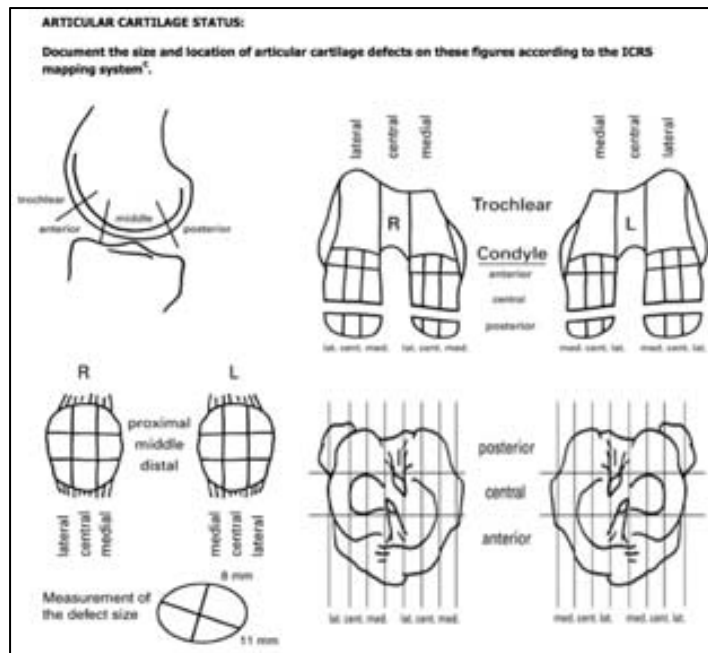 ARTICULAR CARTILAGE STATUS:
Document the size and location of articular cartilage defects on these figures according to the ICRS
mapping system
trochlear
anterior
middle
posterior
lateral
central
medial
medial
central
lateral
R
L
Trochlear
Condyle
anterior
central
posterior
lat. cent. med.
lat. cent. med.
med. cent. lat.
med. cent. lat.
R
L
proximal
middle
distal
lateral
central
medial
medial
central
lateral
posterior
central
anterior
lat. cent. med.
lat. cent. med.
med. cent. lat.
med. cent. lat.
Measurement of
the defect size
8 mm
11 mm